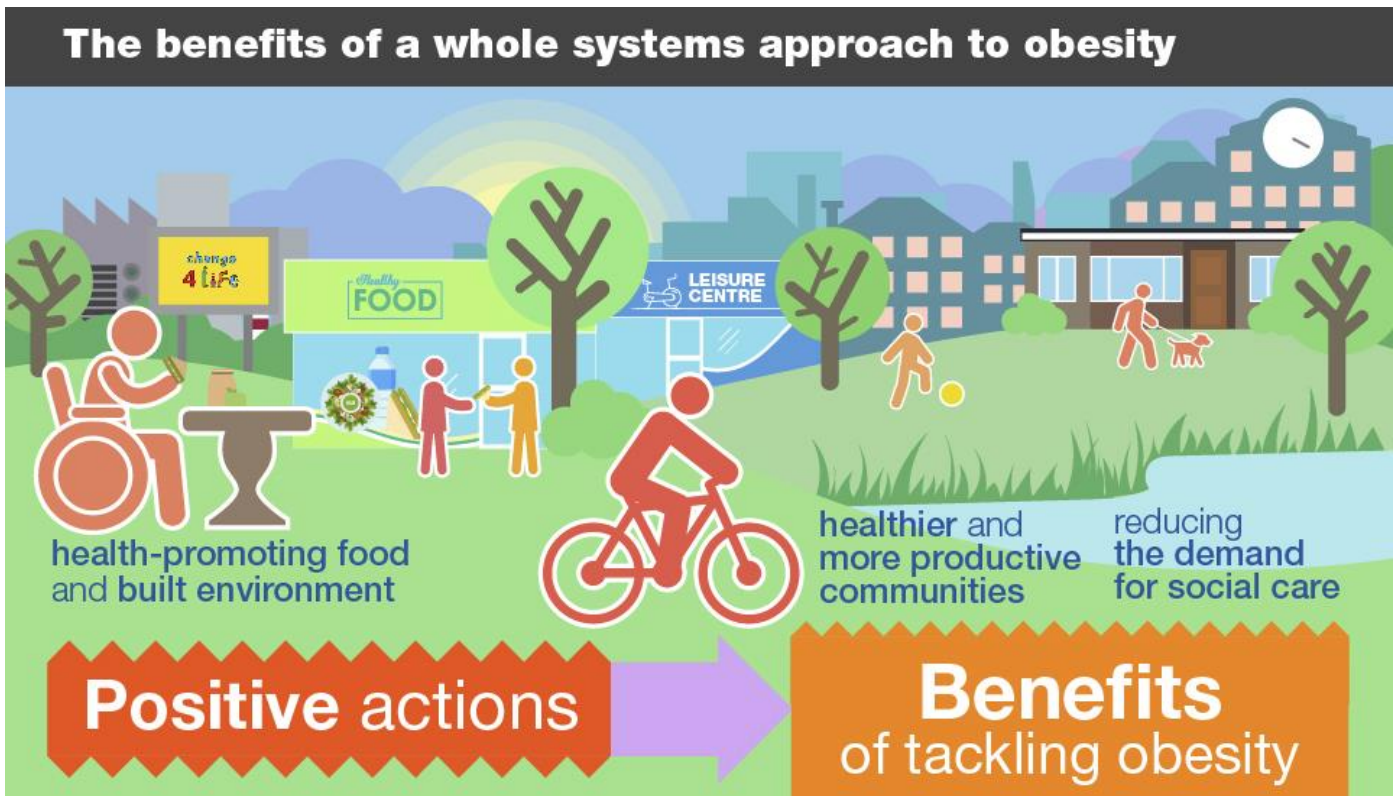 The benefits of a whole systems approach to obesity
change
4 life
Healthy
FOOD
LEISURE
CENTRE
health-promoting food
and built environment
healthier and
more productive
communities
reducing
the demand
for social care
Positive actions
Benefits
of tackling obesity